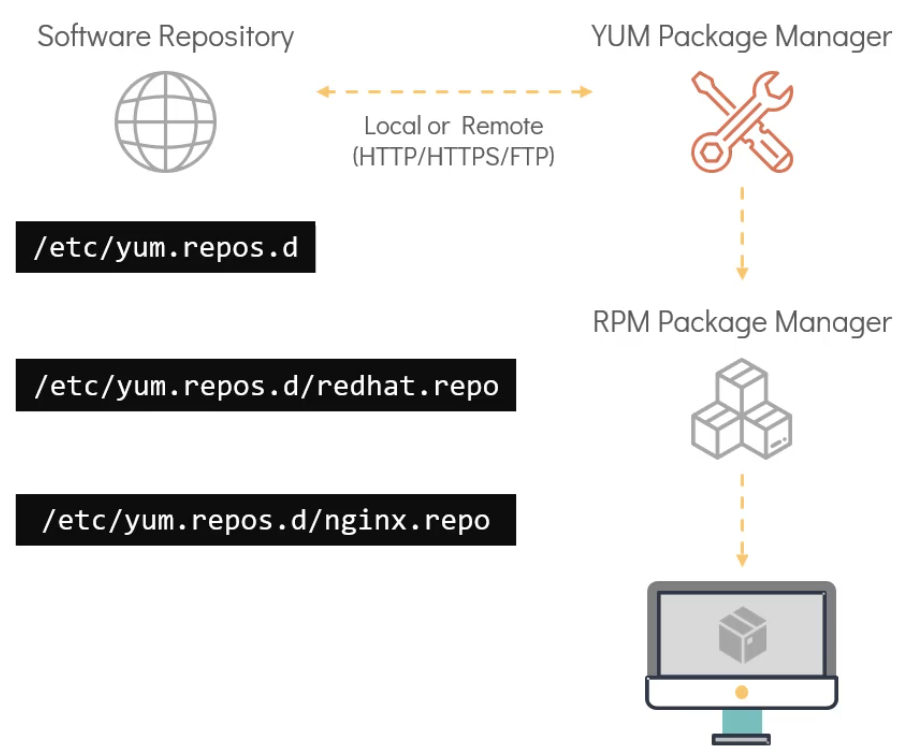 Software Repository
YUM Package Manager
Local or Remote
(HTTP/HTTPS/FTP)
/etc/yum.repos.d
RPM Package Manager
/etc/yum.repos.d/redhat.repo
/etc/yum.repos.d/nginx.repo